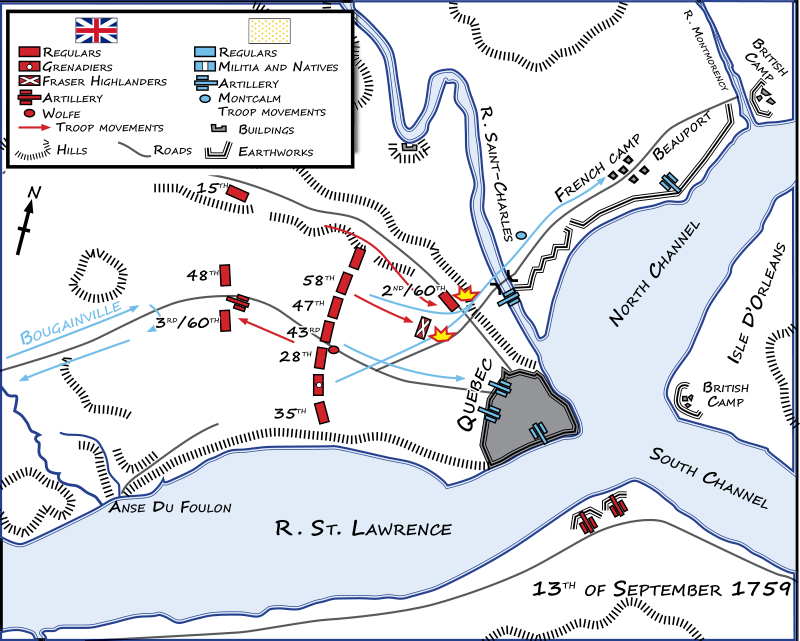 Regulars
Grenadiers
Fraser Highlanders
Artillery
Wolfe
Troop movements
Hills
Regulars
Militia and Natives
Artillery
Montcalm
Troop movements
Buildings
Roads
Earthworks
R. Montmorency
British
Camp
R. Saint-Charles
French camp
Beauport
N
15th
48th
58th
2nd/60th
47th
Bougainville
3rd/60th
43rd
28th
35th
Quebec
North Channel
Isle d'Orleans
British
Camp
South Channel
Anse Du Foulon
R. St. Lawrence
13th of September 1759